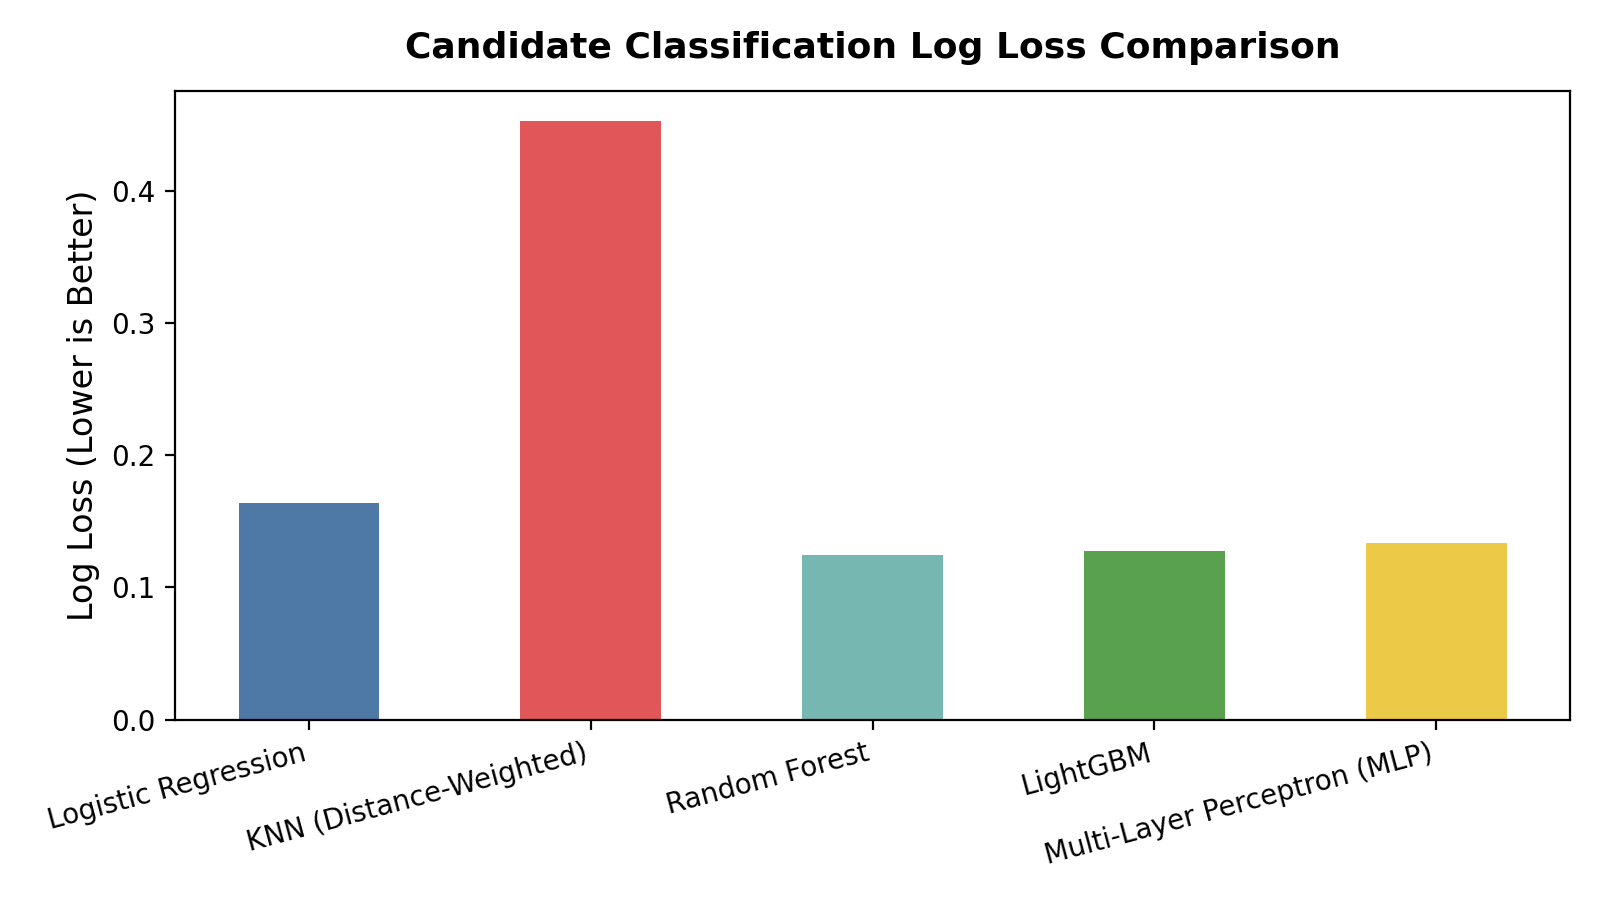 Candidate Classification Log Loss Comparison
Log Loss (Lower is Better)
0.4
0.3
0.2
0.1
0.0
Logistic Regression
KNN (Distance-Weighted)
Random Forest
LightGBM
Multi-Layer Perceptron (MLP)